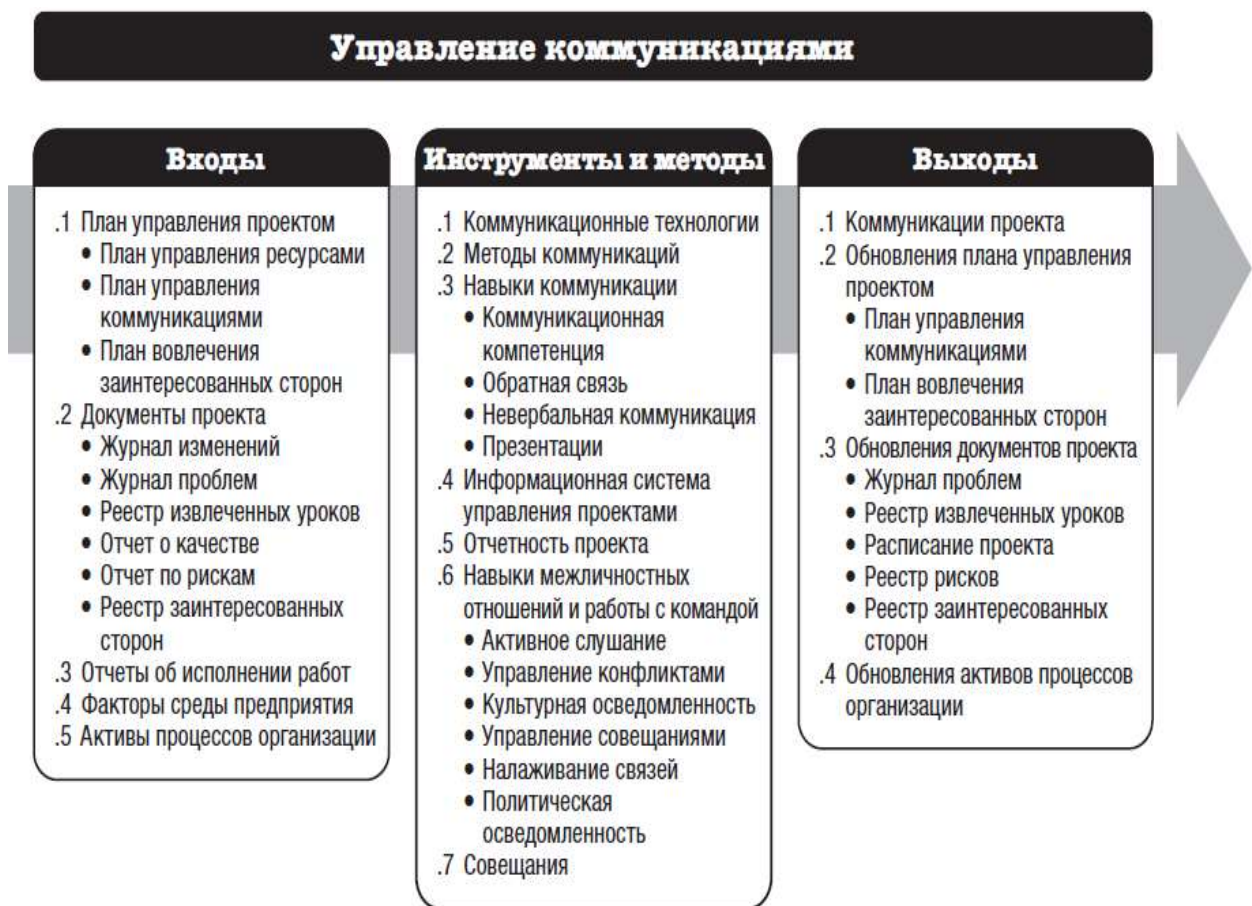 Управление коммуникациями
Входы
.1 План управления проектом
• План управления ресурсами
• План управления
коммуникациями
• План вовлечения
заинтересованных сторон
.2 Документы проекта
• Журнал изменений
• Журнал проблем
• Реестр извлеченных уроков
• Отчет о качестве
• Отчет по рискам
• Реестр заинтересованных
сторон
.3 Отчеты об исполнении работ
.4 Факторы среды предприятия
.5 Активы процессов организации
Инструменты и методы
.1 Коммуникационные технологии
.2 Методы коммуникаций
.3 Навыки коммуникации
• Коммуникационная
компетенция
• Обратная связь
• Невербальная коммуникация
• Презентации
.4 Информационная система
управления проектами
.5 Отчетность проекта
.6 Навыки межличностных
отношений и работы с командой
• Активное слушание
• Управление конфликтами
• Культурная осведомленность
• Управление совещаниями
• Налаживание связей
• Политическая
осведомленность
.7 Совещания
Выходы
.1 Коммуникации проекта
.2 Обновления плана управления
проектом
• План управления
коммуникациями
• План вовлечения
заинтересованных сторон
.3 Обновления документов проекта
• Журнал проблем
• Реестр извлеченных уроков
• Расписание проекта
• Реестр рисков
• Реестр заинтересованных
сторон
.4 Обновления активов процессов
организации